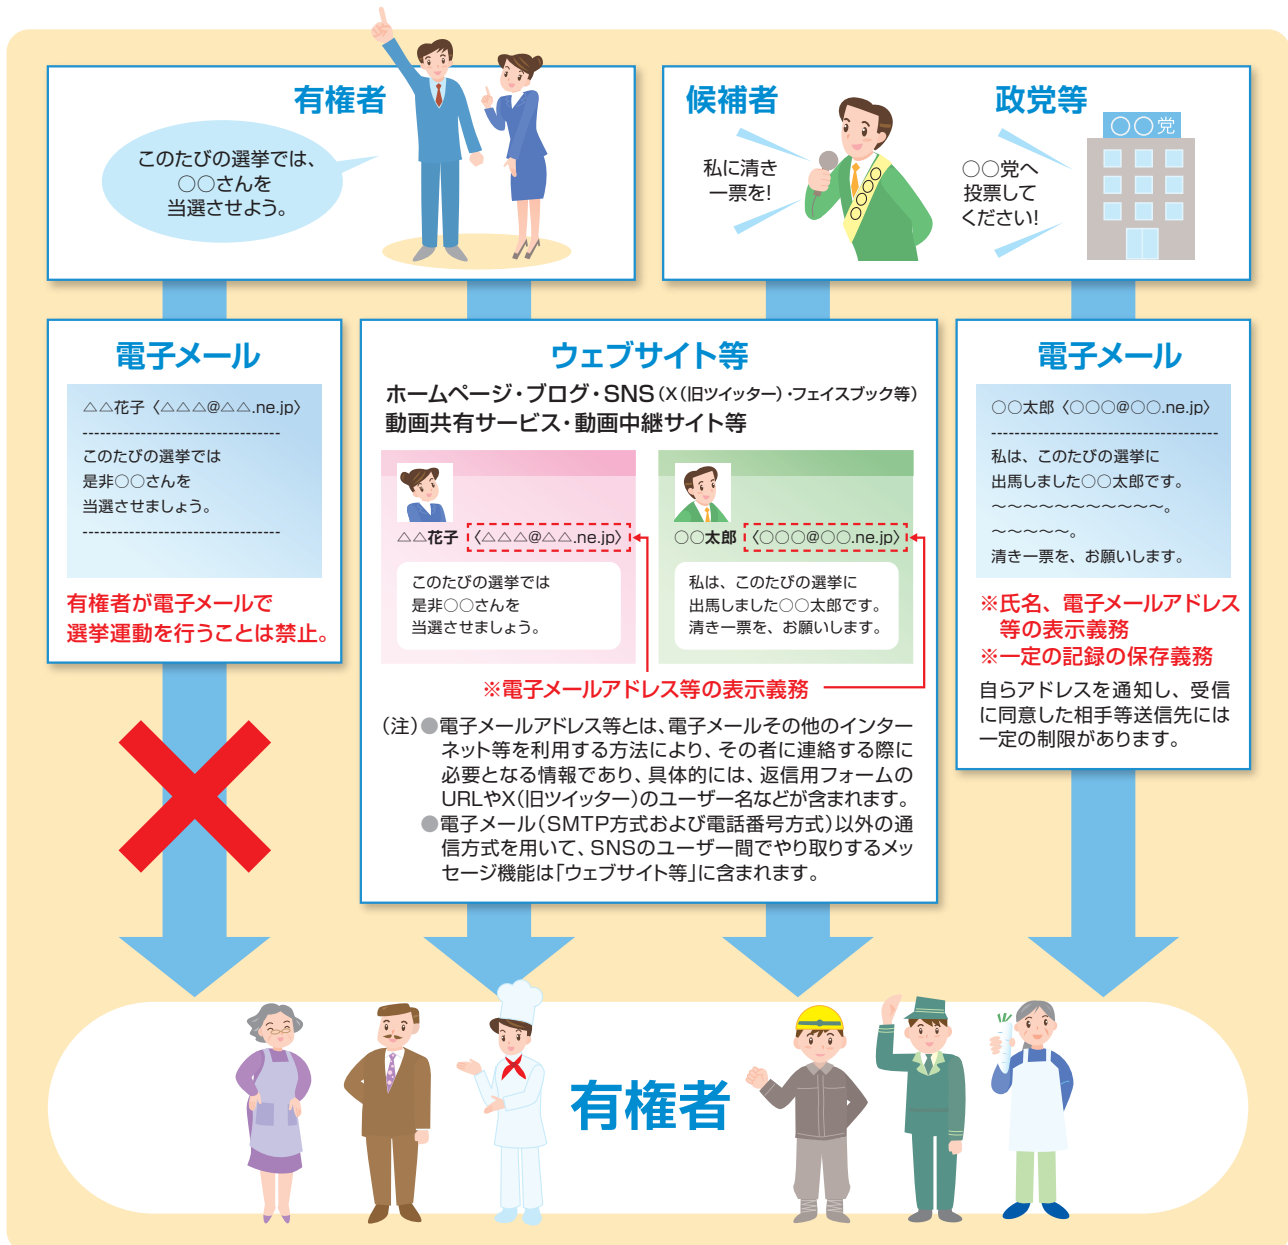 有権者
このたびの選挙では、
○○さんを
当選させよう。
候補者
私に清き
一票を!
政党等
○○党へ
投票して
ください!
○○党
電子メール
△△花子〈△△△@△△.ne.jp〉
このたびの選挙では
是非○○さんを
当選させましょう。
有権者が電子メールで
選挙運動を行うことは禁止。
ウェブサイト等
ホームページ・ブログ・SNS(X(旧ツイッター)・フェイスブック等)
動画共有サービス・動画中継サイト等
△△花子〈△△△@△△.ne.jp〉
このたびの選挙では
是非○○さんを
当選させましょう。
○○太郎〈○○○@○○.ne.jp〉
私は、このたびの選挙に
出馬しました○○太郎です。
清き一票を、お願いします。
※電子メールアドレス等の表示義務
(注)●電子メールアドレス等とは、電子メールその他のインター
ネット等を利用する方法により、その者に連絡する際に
必要となる情報であり、具体的には、返信用フォームの
URLやX(旧ツイッター)のユーザー名などが含まれます。
●電子メール(SMTP方式および電話番号方式)以外の通
信方式を用いて、SNSのユーザー間でやり取りするメッ
セージ機能は「ウェブサイト等」に含まれます。
電子メール
○○太郎〈○○○@○○.ne.jp〉
私は、このたびの選挙に
出馬しました○○太郎です。
〜〜〜〜〜〜〜〜〜〜〜。
〜〜〜〜〜。
清き一票を、お願いします。
※氏名、電子メールアドレス
等の表示義務
※一定の記録の保存義務
自らアドレスを通知し、受信
に同意した相手等送信先には
一定の制限があります。
有権者